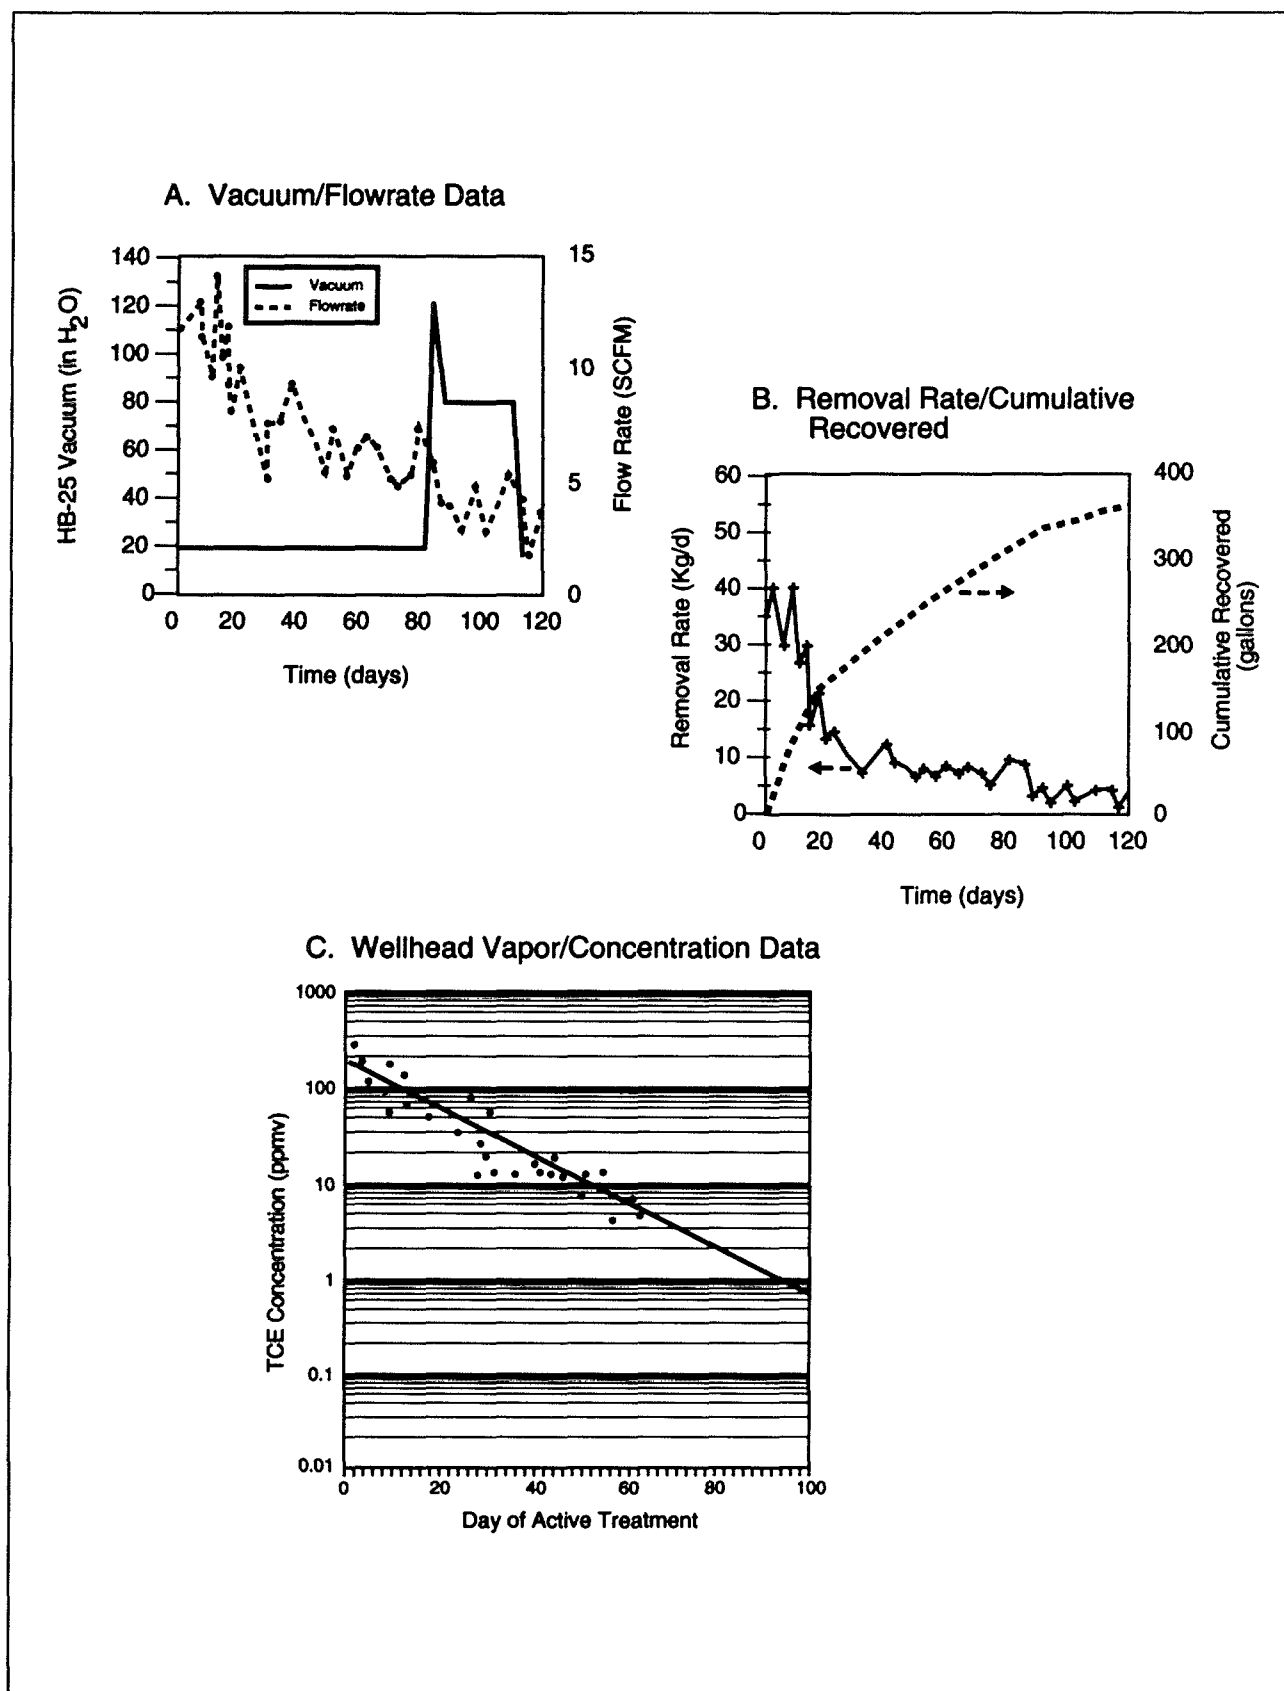 A. Vacuum/Flowrate Data
140
120
100
80
60
40
20
0
HB-25 Vacuum (in H2O)
Vacuum
Flowrate
15
10
5
0
Flow Rate (SCFM)
0 20 40 60 80 100 120
Time (days)
B. Removal Rate/Cumulative
Recovered
60
50
40
30
20
10
0
Removal Rate (Kg/d)
400
300
200
100
0
Cumulative Recovered
(gallons)
0 20 40 60 80 100 120
Time (days)
C. Wellhead Vapor/Concentration Data
1000
100
10
1
0.1
0.01
TCE Concentration (ppmv)
0 20 40 60 80 100
Day of Active Treatment